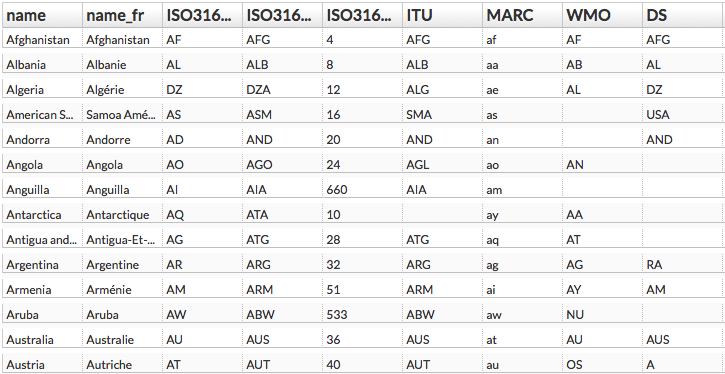 name name_fr ISO316... ISO316... ISO316... ITU MARC WMO DS
Afghanistan Afghanistan AF AFG 4 AFG af AF AFG
Albania Albanie AL ALB 8 ALB aa AB AL
Algeria Algérie DZ DZA 12 ALG ae AL DZ
American S... Samoa Amé... AS ASM 16 SMA as USA
Andorra Andorre AD AND 20 AND an AND
Angola Angola AO AGO 24 AGL ao AN
Anguilla Anguilla AI AIA 660 AIA am
Antarctica Antarctique AQ ATA 10 ay AA
Antigua and... Antigua-Et-... AG ATG 28 ATG aq AT
Argentina Argentine AR ARG 32 ARG ag AG RA
Armenia Arménie AM ARM 51 ARM ai AY AM
Aruba Aruba AW ABW 533 ABW aw NU
Australia Australie AU AUS 36 AUS at AU AUS
Austria Autriche AT AUT 40 AUT au OS A